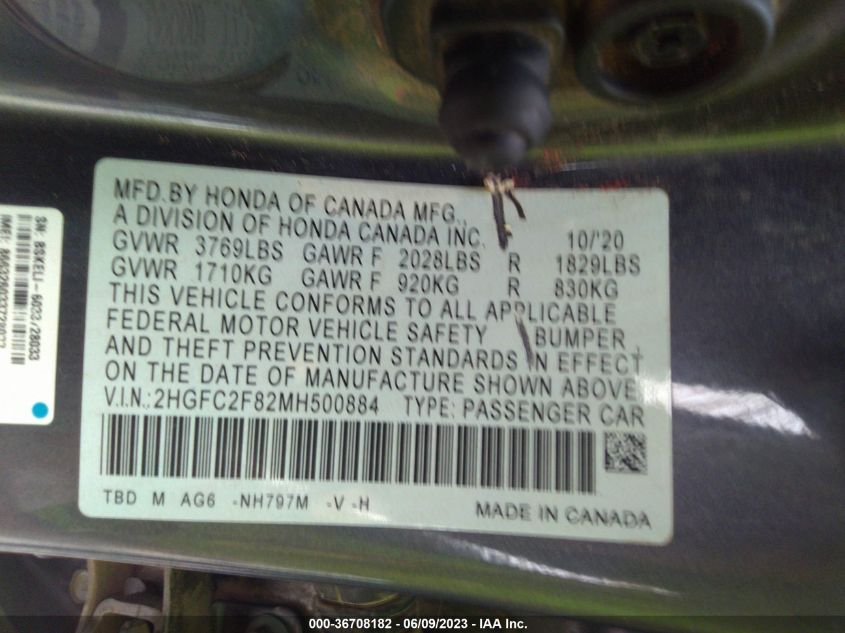 MFD. BY HONDA OF CANADA MFG.,
A DIVISION OF HONDA CANADA INC. 10/'20
GVWR 3769LBS GAWR F 2028LBS R 1829LBS
GVWR 1710KG GAWR F 920KG R 830KG
THIS VEHICLE CONFORMS TO ALL APPLICABLE
FEDERAL MOTOR VEHICLE SAFETY, BUMPER,
AND THEFT PREVENTION STANDARDS IN EFFECT
ON THE DATE OF MANUFACTURE SHOWN ABOVE.
V.I.N.:2HGFC2F82MH500884 TYPE: PASSENGER CAR
TBD M AG6 -NH797M -V -H MADE IN CANADA
000-36708182 - 06/09/2023 - IAA Inc.